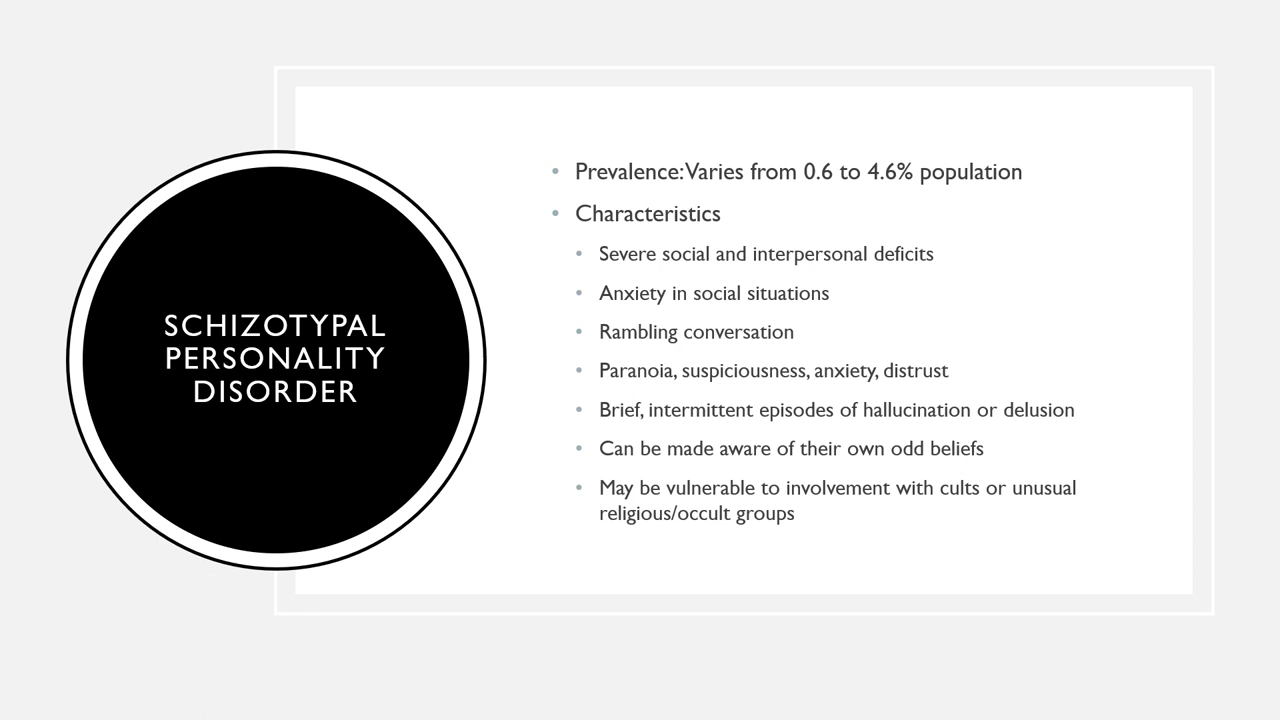 SCHIZOTYPAL
PERSONALITY
DISORDER
• Prevalence: Varies from 0.6 to 4.6% population
• Characteristics
• Severe social and interpersonal deficits
• Anxiety in social situations
• Rambling conversation
• Paranoia, suspiciousness, anxiety, distrust
• Brief, intermittent episodes of hallucination or delusion
• Can be made aware of their own odd beliefs
• May be vulnerable to involvement with cults or unusual
religious/occult groups